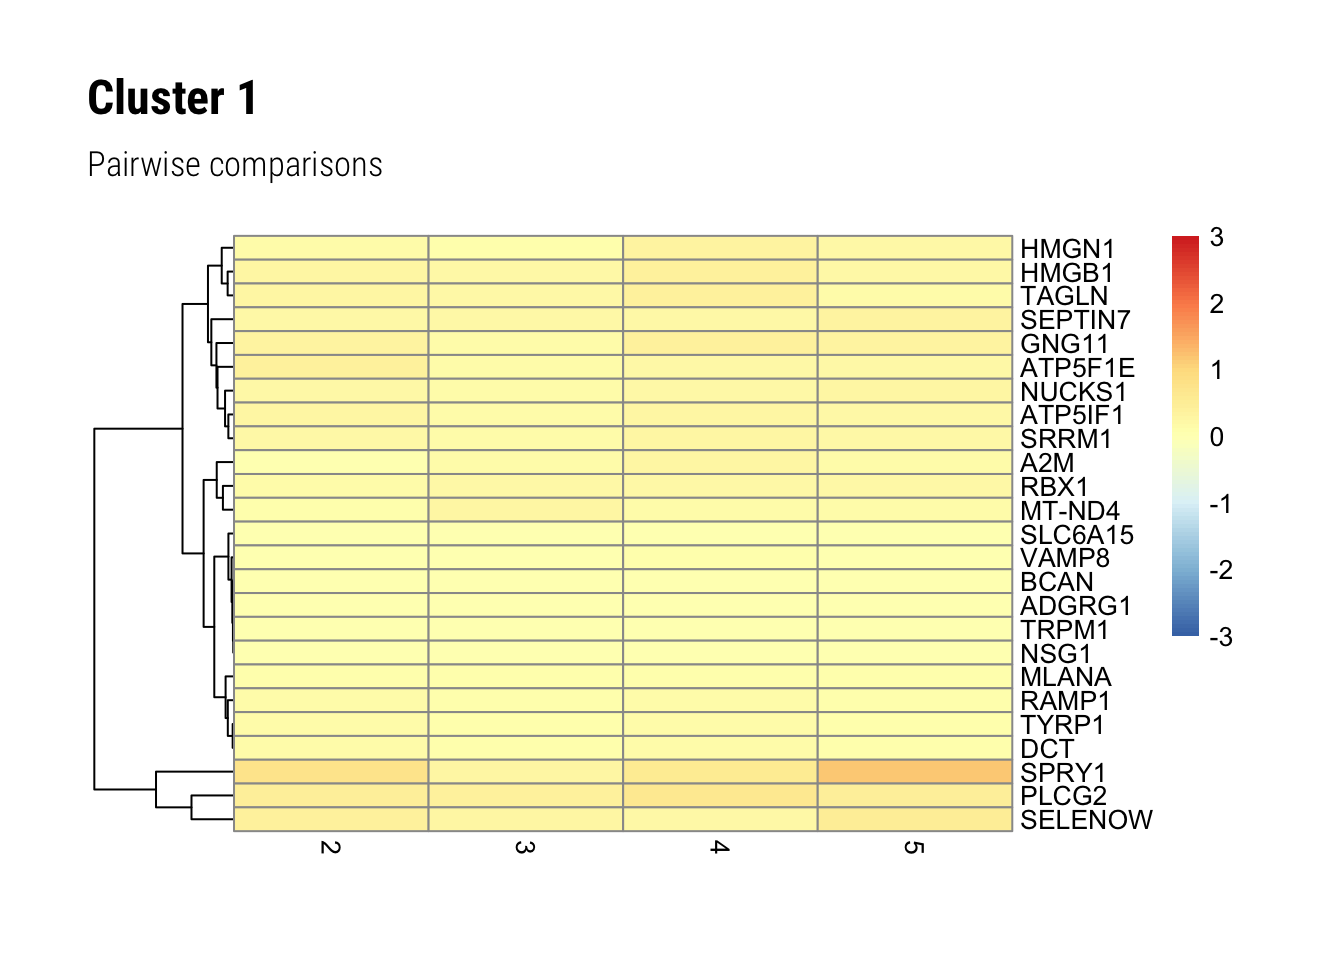 Cluster 1
Pairwise comparisons
HMGN1
HMGB1
TAGLN
SEPTIN7
GNG11
ATP5F1E
NUCKS1
ATP5IF1
SRRM1
A2M
RBX1
MT-ND4
SLC6A15
VAMP8
BCAN
ADGRG1
TRPM1
NSG1
MLANA
RAMP1
TYRP1
DCT
SPRY1
PLCG2
SELENOW
3
2
1
0
-1
-2
-3
2 3 4 5